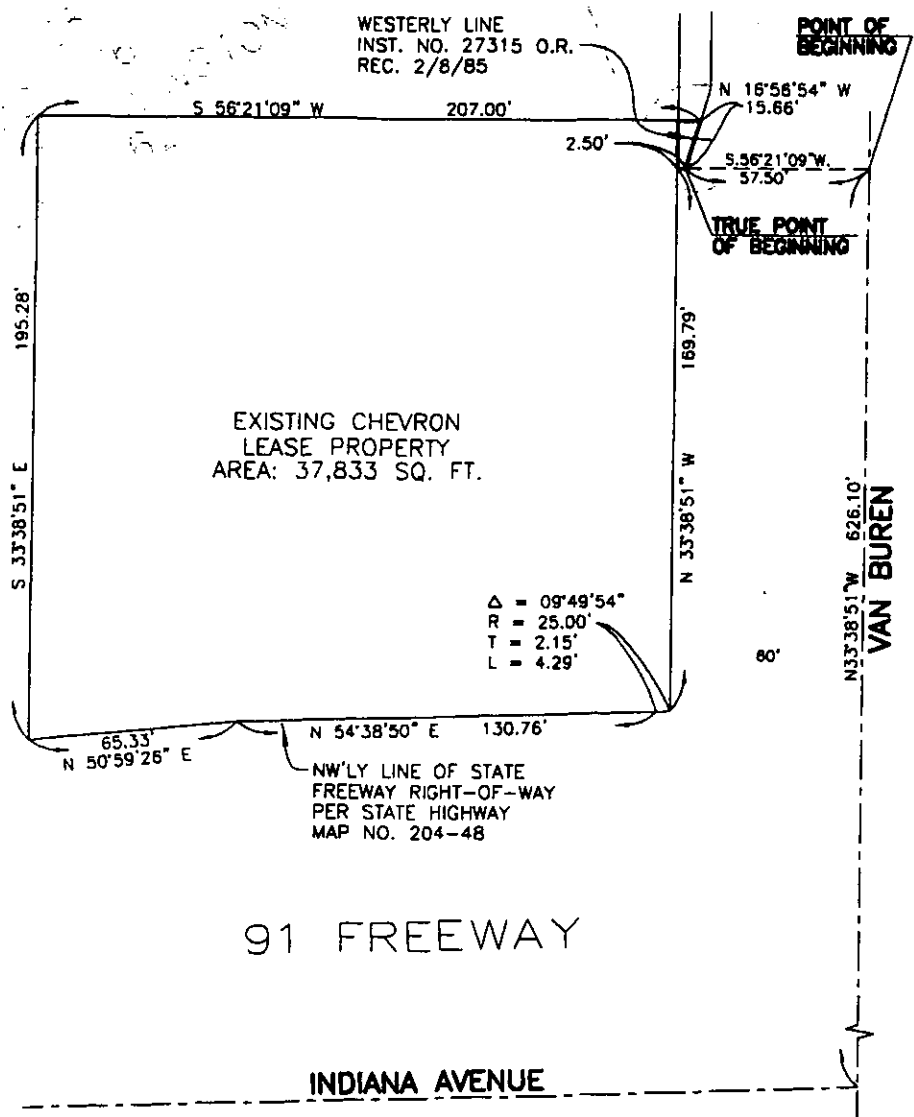 WESTERLY LINE
INST. NO. 27315 O.R.
REC. 2/8/85
POINT OF
BEGINNING
N 16°56'54" W
15.66'
S 56°21'09" W
207.00'
2.50'
S.56°21'09"W.
57.50'
TRUE POINT
OF BEGINNING
195.28'
S 33°38'51" E
169.79'
N 33°38'51" W
EXISTING CHEVRON
LEASE PROPERTY
AREA: 37,833 SQ. FT.
Δ = 09°49'54"
R = 25.00'
T = 2.15'
L = 4.29'
60'
N33°38'51"W 626.10'
VAN BUREN
65.33'
N 50°59'26" E
N 54°38'50" E 130.76'
NW'LY LINE OF STATE
FREEWAY RIGHT-OF-WAY
PER STATE HIGHWAY
MAP NO. 204-48
91 FREEWAY
INDIANA AVENUE